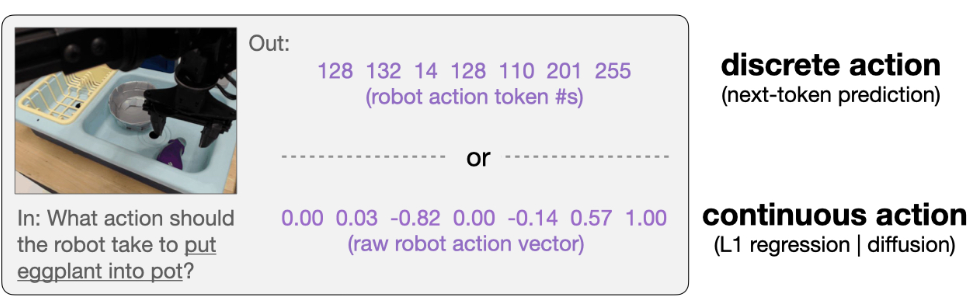 Out:
128 132 14 128 110 201 255
(robot action token #s)
discrete action
(next-token prediction)
or
In: What action should
the robot take to put
eggplant into pot?
0.00 0.03 -0.82 0.00 -0.14 0.57 1.00
(raw robot action vector)
continuous action
(L1 regression | diffusion)